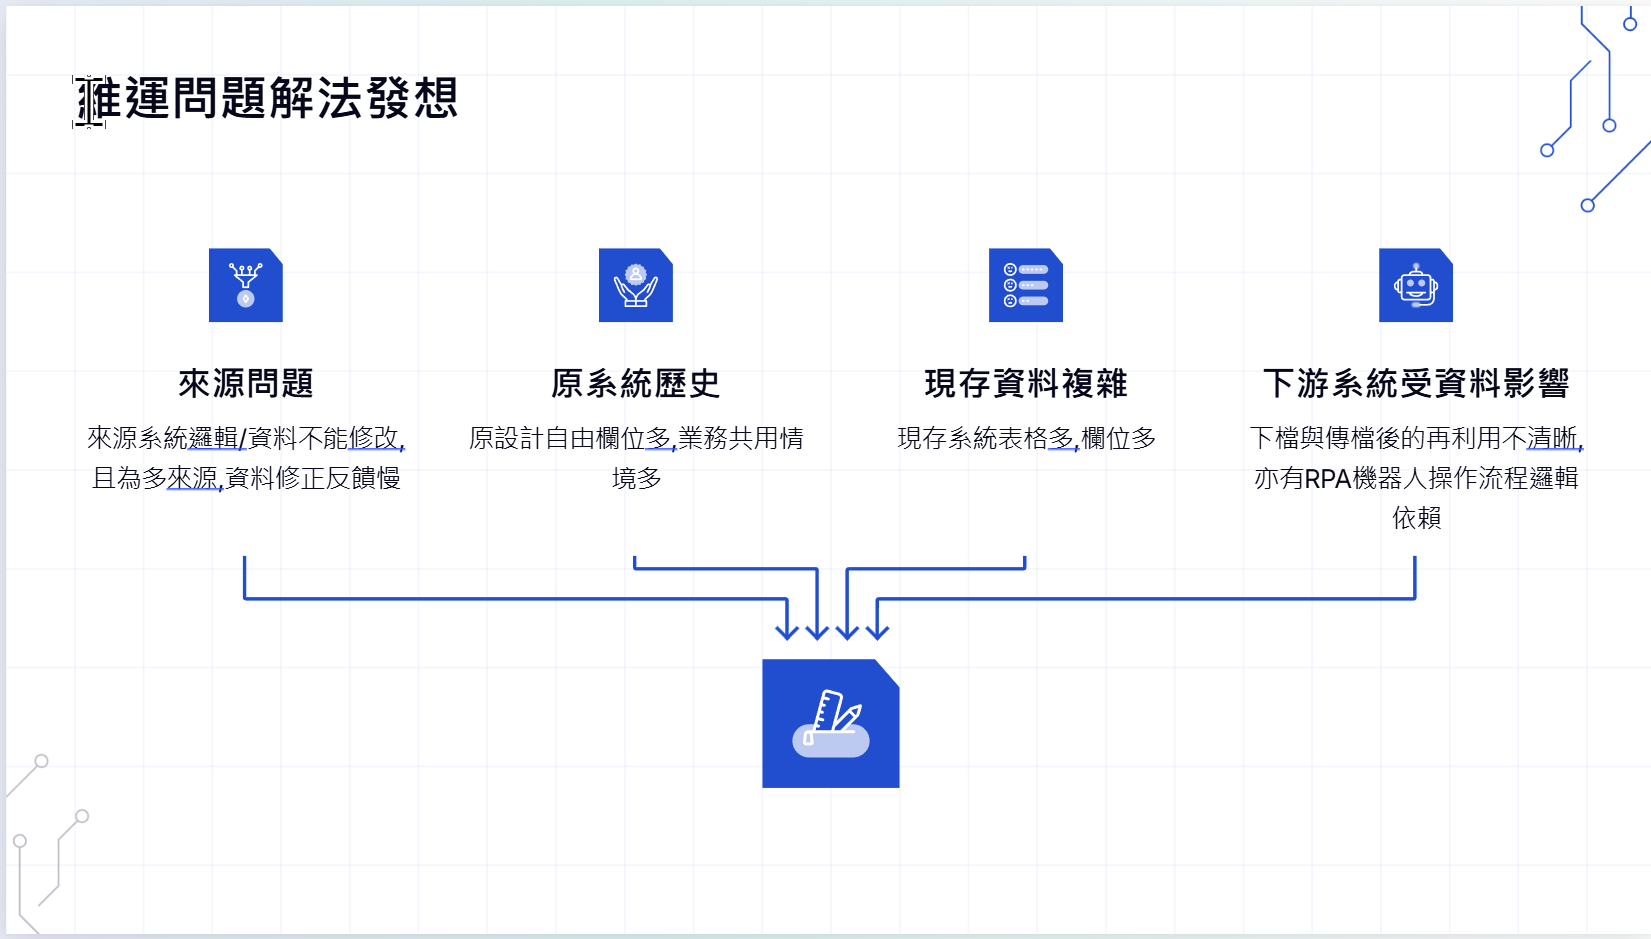 維運問題解法發想
來源問題
來源系統邏輯/資料不能修改,
且為多來源,資料修正反饋慢
原系統歷史
原設計自由欄位多,業務共用情
境多
現存資料複雜
現存系統表格多,欄位多
下游系統受資料影響
下檔與傳檔後的再利用不清晰,
亦有RPA機器人操作流程邏輯
依賴